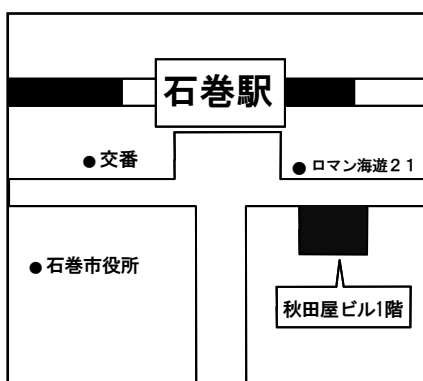 石巻駅
● 交番
● ロマン海遊21
● 石巻市役所
秋田屋ビル1階